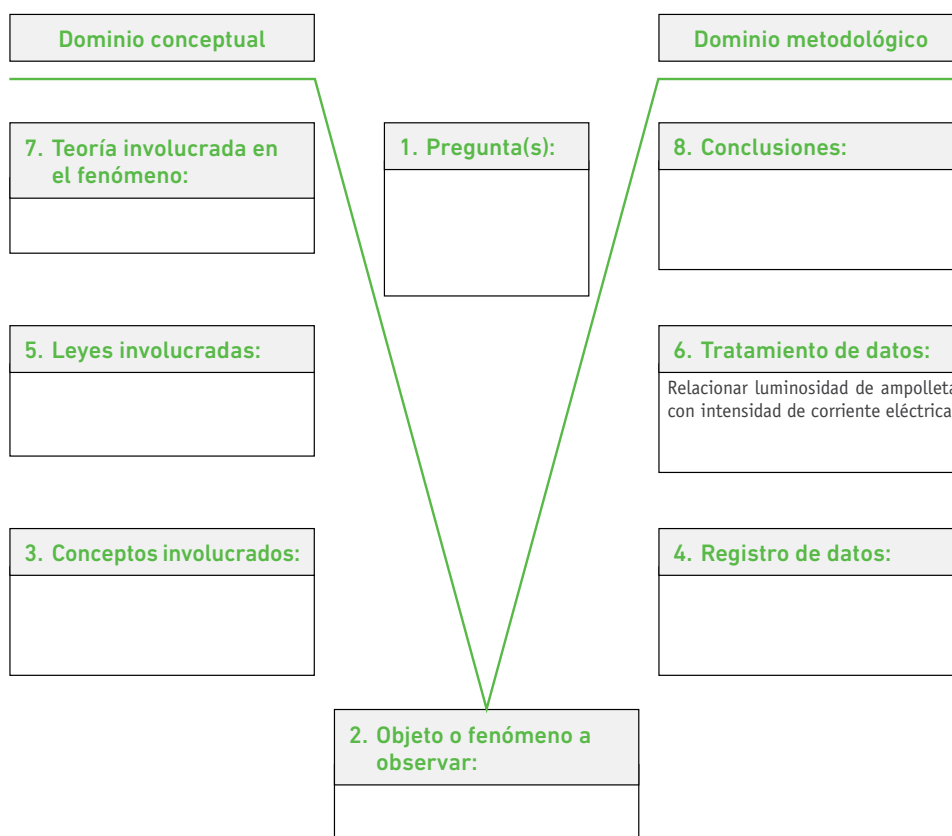 Dominio conceptual
Dominio metodológico
7. Teoría involucrada en
el fenómeno:
1. Pregunta(s):
8. Conclusiones:
5. Leyes involucradas:
6. Tratamiento de datos:
Relacionar luminosidad de ampolleta
con intensidad de corriente eléctrica
3. Conceptos involucrados:
4. Registro de datos:
2. Objeto o fenómeno a
observar: